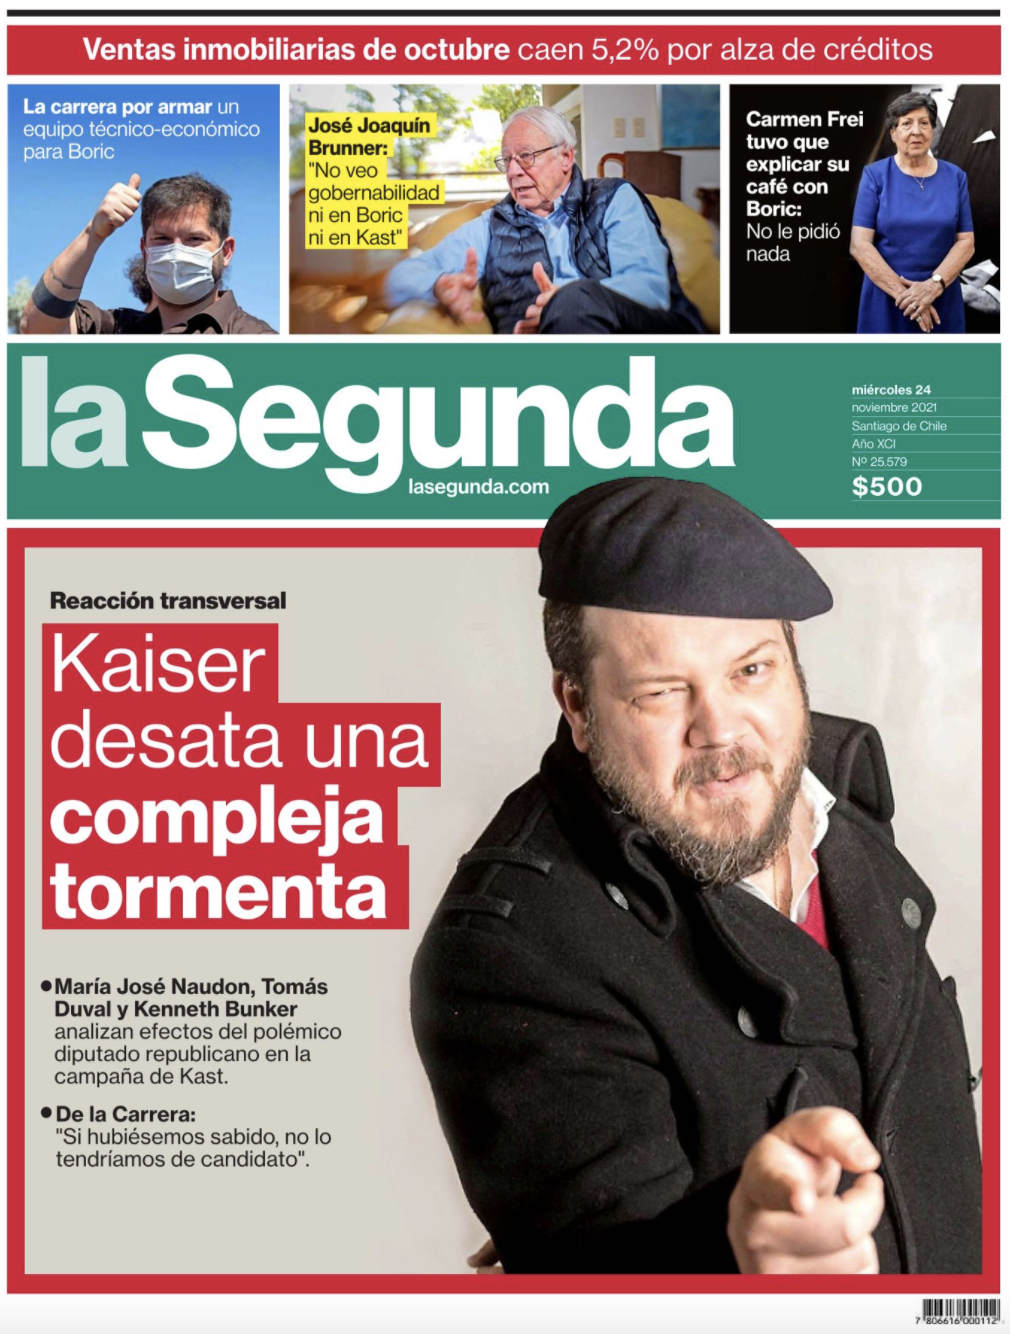 Ventas inmobiliarias de octubre caen 5,2% por alza de créditos
La carrera por armar un
equipo técnico-económico
para Boric
José Joaquín
Brunner:
"No veo
gobernabilidad
ni en Boric
ni en Kast"
Carmen Frei
tuvo que
explicar su
café con
Boric:
No le pidió
nada
laSegunda
lasegunda.com
miércoles 24
noviembre 2021
Santiago de Chile
Año XCI
Nº 25.579
$500
Reacción transversal
Kaiser
desata una
compleja
tormenta
•María José Naudon, Tomás
Duval y Kenneth Bunker
analizan efectos del polémico
diputado republicano en la
campaña de Kast.
•De la Carrera:
"Si hubiésemos sabido, no lo
tendríamos de candidato".
7 806616 000112